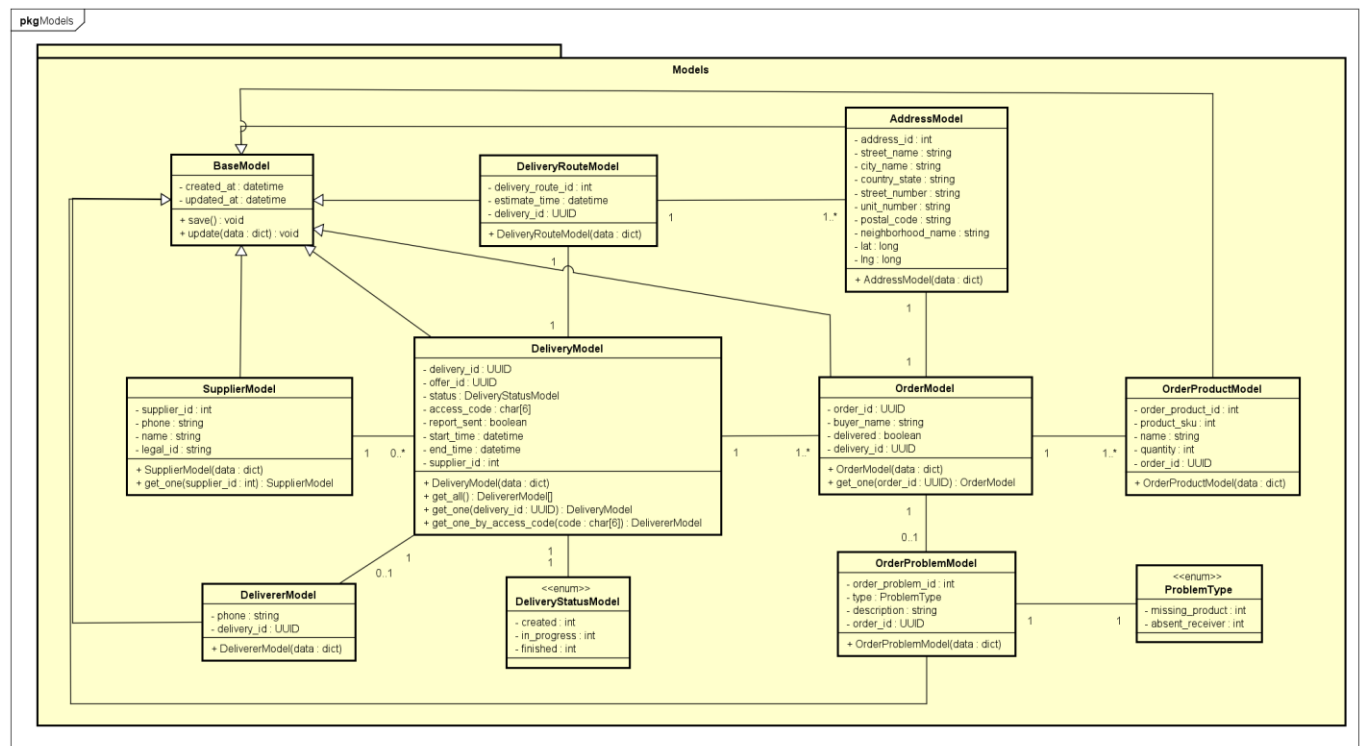 pkg Models
Models
BaseModel
- created_at : datetime
- updated_at : datetime
+ save() : void
+ update(data : dict) : void
DeliveryRouteModel
- delivery_route_id : int
- estimate_time : datetime
- delivery_id : UUID
+ DeliveryRouteModel(data : dict)
1
1..*
AddressModel
- address_id : int
- street_name : string
- city_name : string
- country_state : string
- street_number : string
- unit_number : string
- postal_code : string
- neighborhood_name : string
- lat : long
- lng : long
+ AddressModel(data : dict)
1
1
1
1
SupplierModel
- supplier_id : int
- phone : string
- name : string
- legal_id : string
+ SupplierModel(data : dict)
+ get_one(supplier_id : int) : SupplierModel
1
0..*
DeliveryModel
- delivery_id : UUID
- offer_id : UUID
- status : DeliveryStatusModel
- access_code : char[6]
- report_sent : boolean
- start_time : datetime
- end_time : datetime
- supplier_id : int
+ DeliveryModel(data : dict)
+ get_all() : DelivererModel[]
+ get_one(delivery_id : UUID) : DeliveryModel
+ get_one_by_access_code(code : char[6]) : DelivererModel
1
1..*
OrderModel
- order_id : UUID
- buyer_name : string
- delivered : boolean
- delivery_id : UUID
+ OrderModel(data : dict)
+ get_one(order_id : UUID) : OrderModel
1
1..*
OrderProductModel
- order_product_id : int
- product_sku : int
- name : string
- quantity : int
- order_id : UUID
+ OrderProductModel(data : dict)
1
0..1
1
1
1
0..1
DelivererModel
- phone : string
- delivery_id : UUID
+ DelivererModel(data : dict)
<<enum>>
DeliveryStatusModel
- created : int
- in_progress : int
- finished : int
OrderProblemModel
- order_problem_id : int
- type : ProblemType
- description : string
- order_id : UUID
+ OrderProblemModel(data : dict)
1
1
<<enum>>
ProblemType
- missing_product : int
- absent_receiver : int